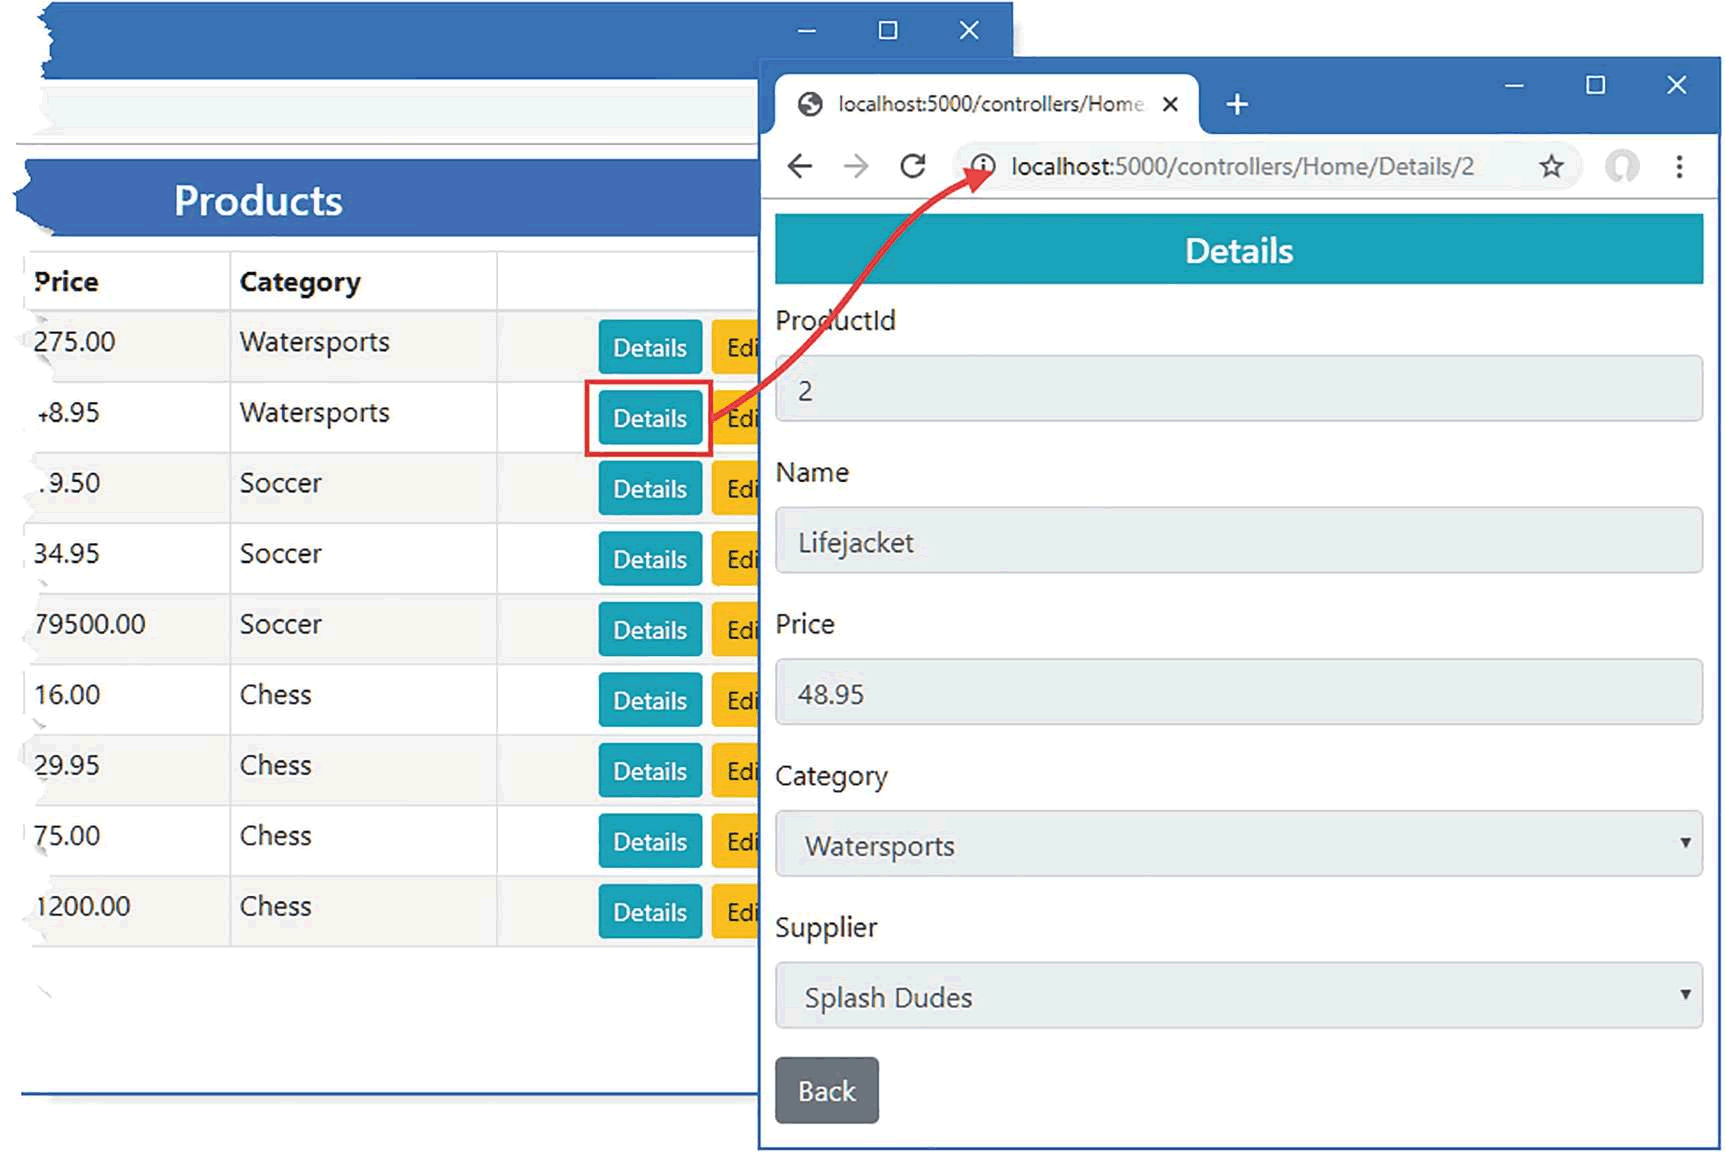 Products
Price Category
275.00 Watersports Details Edi
48.95 Watersports Details Edi
9.50 Soccer Details Edi
34.95 Soccer Details Edi
79500.00 Soccer Details Edi
16.00 Chess Details Edi
29.95 Chess Details Edi
75.00 Chess Details Edi
1200.00 Chess Details Edi
localhost:5000/controllers/Home
localhost:5000/controllers/Home/Details/2
Details
ProductId
2
Name
Lifejacket
Price
48.95
Category
Watersports
Supplier
Splash Dudes
Back